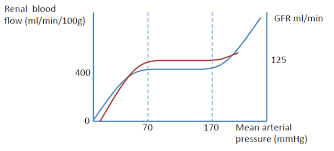 Renal blood
flow (ml/min/100g)
GFR ml/min
125
400
0
70
170
Mean arterial
pressure (mmHg)